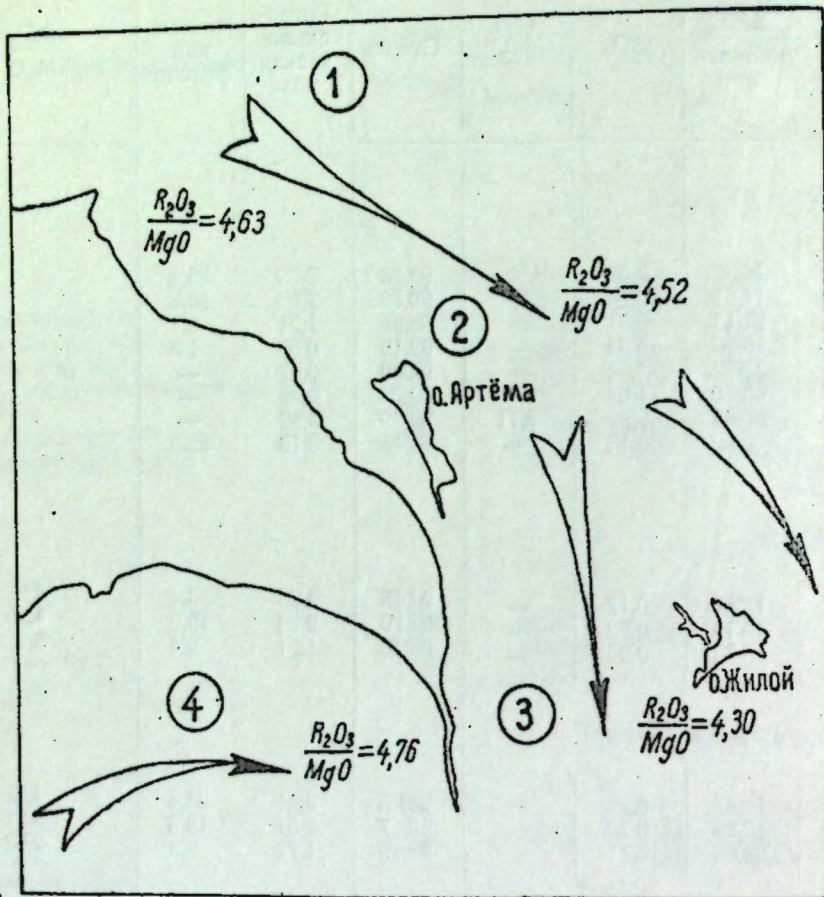 1
R₂O₃
MgO
=4,63
R₂O₃
MgO
=4,52
2
о.Артёма
о.Жилой
4
R₂O₃
MgO
=4,76
3
R₂O₃
MgO
=4,30